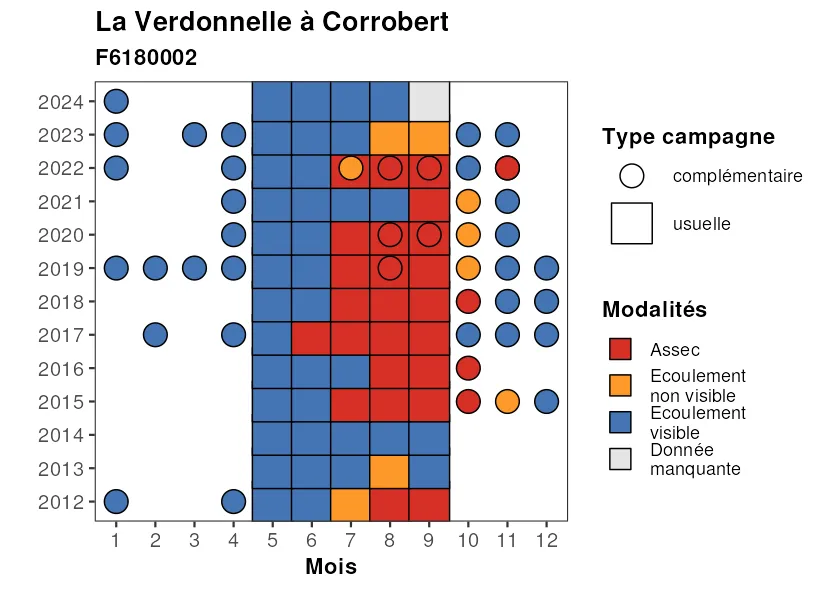 La Verdonnelle à Corrobert
F6180002
2024
2023
2022
2021
2020
2019
2018
2017
2016
2015
2014
2013
2012
1 2 3 4 5 6 7 8 9 10 11 12
Mois
Type campagne
complémentaire
usuelle
Modalités
Assec
Ecoulement
non visible
Ecoulement
visible
Donnée
manquante